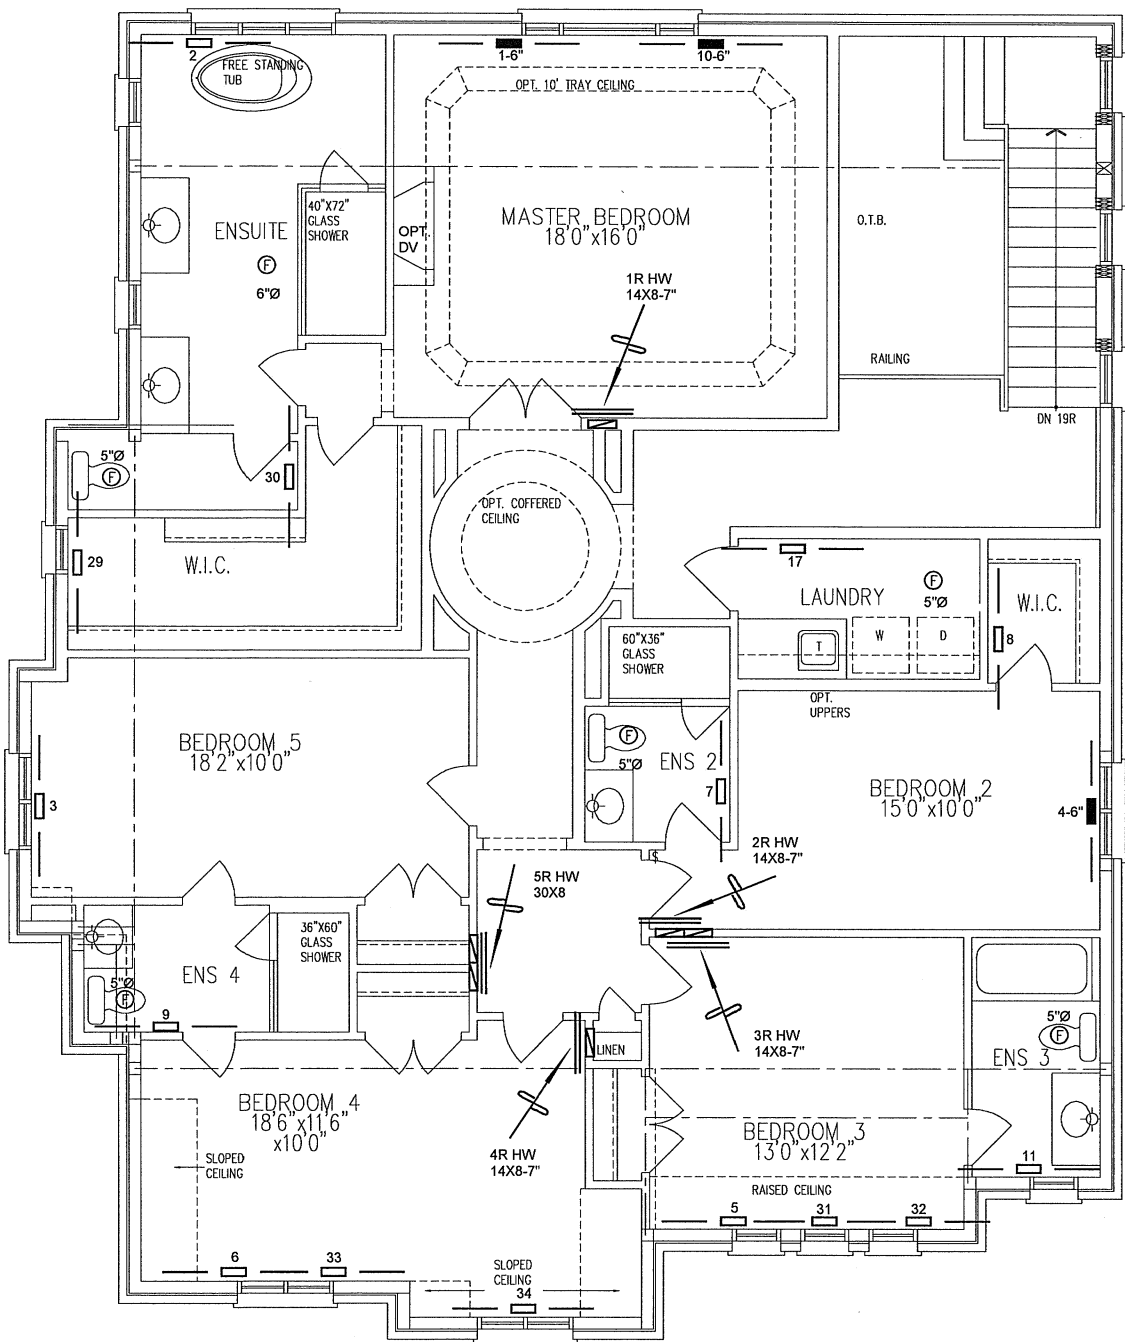 2
FREE STANDING
TUB
1-6"
10-6"
OPT. 10' TRAY CEILING
40"X72"
GLASS
SHOWER
ENSUITE
F
6"Ø
OPT.
DV
MASTER BEDROOM
18'0"x16'0"
O.T.B.
1R HW
14X8-7"
RAILING
DN 19R
5"Ø
F
30
OPT. COFFERED
CEILING
29
W.I.C.
17
LAUNDRY
F
5"Ø
W.I.C.
8
T
W
D
60"X36"
GLASS
SHOWER
OPT.
UPPERS
BEDROOM 5
18'2"x10'0"
F
5"Ø
ENS 2
7
3
BEDROOM 2
15'0"x10'0"
4-6"
S
2R HW
14X8-7"
5R HW
30X8
36"X60"
GLASS
SHOWER
ENS 4
5"Ø
F
9
3R HW
14X8-7"
5"Ø
F
ENS 3
LINEN
BEDROOM 4
18'6"x11'6"
x10'0"
SLOPED
CEILING
4R HW
14X8-7"
BEDROOM 3
13'0"x12'2"
11
RAISED CEILING
5
31
32
6
33
SLOPED
CEILING
34